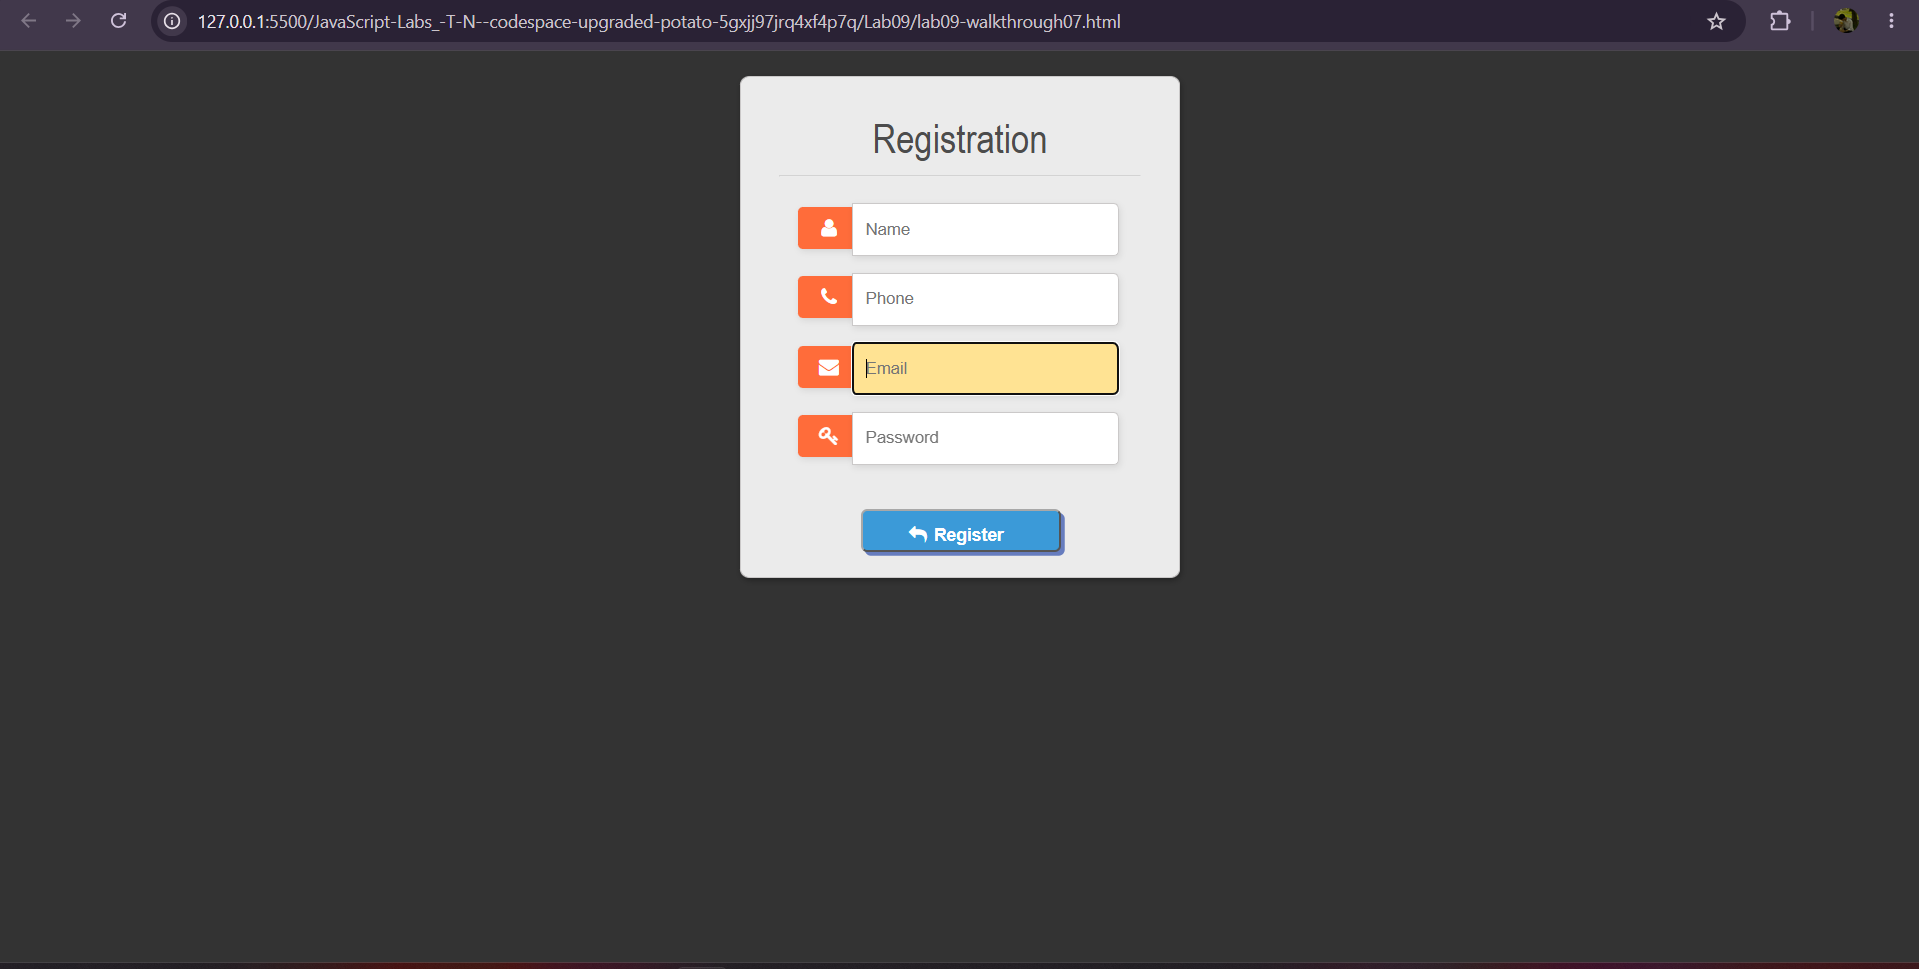 127.0.0.1:5500/JavaScript-Labs_-T-N--codespace-upgraded-potato-5gxjj97jrq4xf4p7q/Lab09/lab09-walkthrough07.html
Registration
Name
Phone
Email
Password
Register